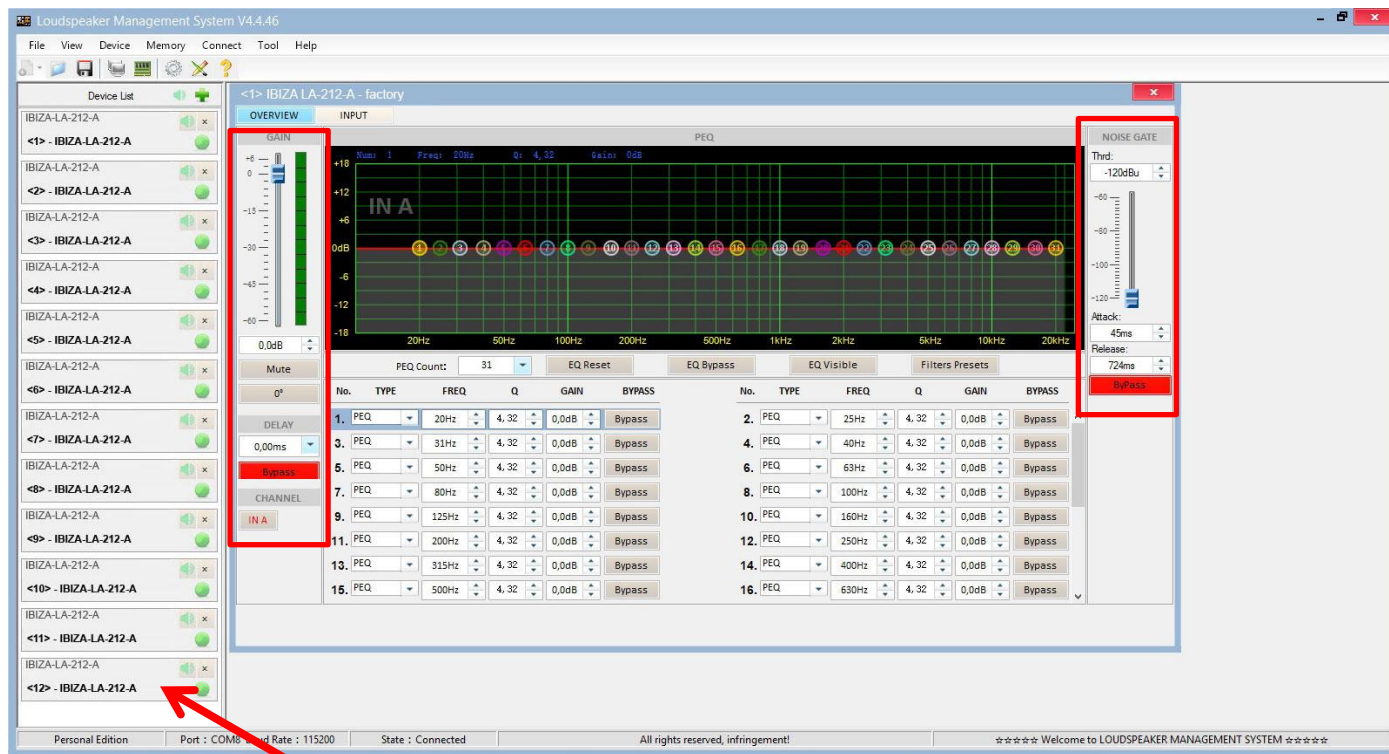 Loudspeaker Management System V4.4.46
File View Device Memory Connect Tool Help
Device List
IBIZA-LA-212-A
<1> - IBIZA-LA-212-A
IBIZA-LA-212-A
<2> - IBIZA-LA-212-A
IBIZA-LA-212-A
<3> - IBIZA-LA-212-A
IBIZA-LA-212-A
<4> - IBIZA-LA-212-A
IBIZA-LA-212-A
<5> - IBIZA-LA-212-A
IBIZA-LA-212-A
<6> - IBIZA-LA-212-A
IBIZA-LA-212-A
<7> - IBIZA-LA-212-A
IBIZA-LA-212-A
<8> - IBIZA-LA-212-A
IBIZA-LA-212-A
<9> - IBIZA-LA-212-A
IBIZA-LA-212-A
<10> - IBIZA-LA-212-A
IBIZA-LA-212-A
<11> - IBIZA-LA-212-A
IBIZA-LA-212-A
<12> - IBIZA-LA-212-A
<1> IBIZA LA-212-A - factory
OVERVIEW INPUT
GAIN
+6
0
-15
-30
-45
-60
0,0dB
Mute
0°
DELAY
0,00ms
Bypass
CHANNEL
IN A
PEQ
Num: 1 Freq: 20Hz Q: 4,32 Gain: 0dB
+18
+12
IN A
+6
0dB
-6
-12
-18
20Hz 50Hz 100Hz 200Hz 500Hz 1kHz 2kHz 5kHz 10kHz 20kHz
PEQ Count: 31 EQ Reset EQ Bypass EQ Visible Filters Presets
No. TYPE FREQ Q GAIN BYPASS No. TYPE FREQ Q GAIN BYPASS
1. PEQ 20Hz 4,32 0,0dB Bypass 2. PEQ 25Hz 4,32 0,0dB Bypass
3. PEQ 31Hz 4,32 0,0dB Bypass 4. PEQ 40Hz 4,32 0,0dB Bypass
5. PEQ 50Hz 4,32 0,0dB Bypass 6. PEQ 63Hz 4,32 0,0dB Bypass
7. PEQ 80Hz 4,32 0,0dB Bypass 8. PEQ 100Hz 4,32 0,0dB Bypass
9. PEQ 125Hz 4,32 0,0dB Bypass 10. PEQ 160Hz 4,32 0,0dB Bypass
11. PEQ 200Hz 4,32 0,0dB Bypass 12. PEQ 250Hz 4,32 0,0dB Bypass
13. PEQ 315Hz 4,32 0,0dB Bypass 14. PEQ 400Hz 4,32 0,0dB Bypass
15. PEQ 500Hz 4,32 0,0dB Bypass 16. PEQ 630Hz 4,32 0,0dB Bypass
NOISE GATE
Thrd:
-120dBu
-60
-80
-100
-120
Attack:
45ms
Release:
724ms
ByPass
Personal Edition Port : COM8 Rate : 115200 State : Connected All rights reserved, infringement! ☆☆☆☆☆ Welcome to LOUDSPEAKER MANAGEMENT SYSTEM ☆☆☆☆☆